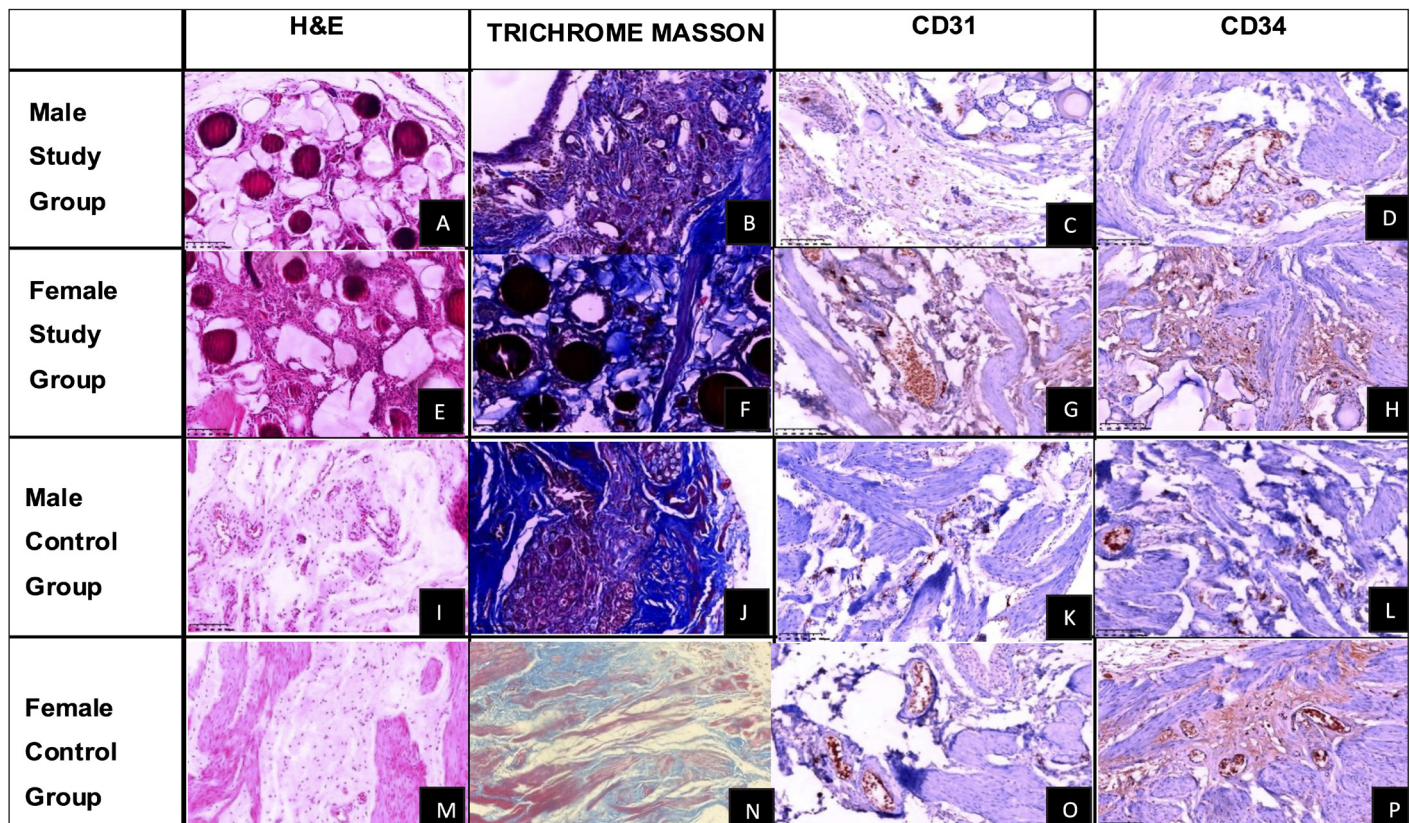 H&E
TRICHROME MASSON
CD31
CD34
Male
Study
Group
A
B
C
D
Female
Study
Group
E
F
G
H
Male
Control
Group
I
J
K
L
Female
Control
Group
M
N
O
P